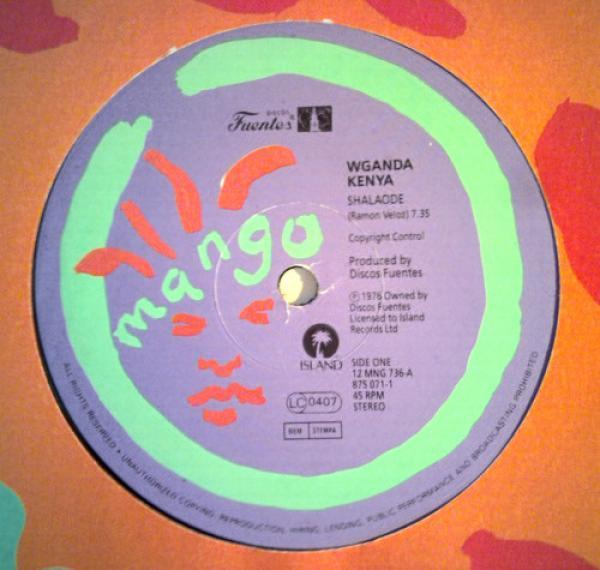 DISCOS
Fuentes
WGANDA
KENYA
SHALAODE
(Ramon Veloz) 7.35
Copyright Control
Produced by
Discos Fuentes
Ⓟ 1976 Owned by
Discos Fuentes
Licensed to Island
Records Ltd
mango
ISLAND
SIDE ONE
12 MNG 736-A
875 071-1
45 RPM
STEREO
LC 0407
BIEM STEMRA
ALL RIGHTS RESERVED • UNAUTHORIZED COPYING, REPRODUCTION, HIRING, LENDING, PUBLIC PERFORMANCE AND BROADCASTING PROHIBITED